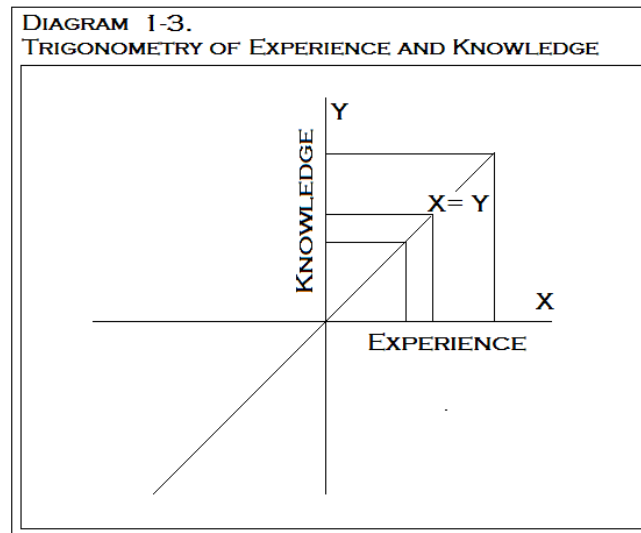 Diagram 1-3.
Trigonometry of Experience and Knowledge
Y
Knowledge
X= Y
X
Experience